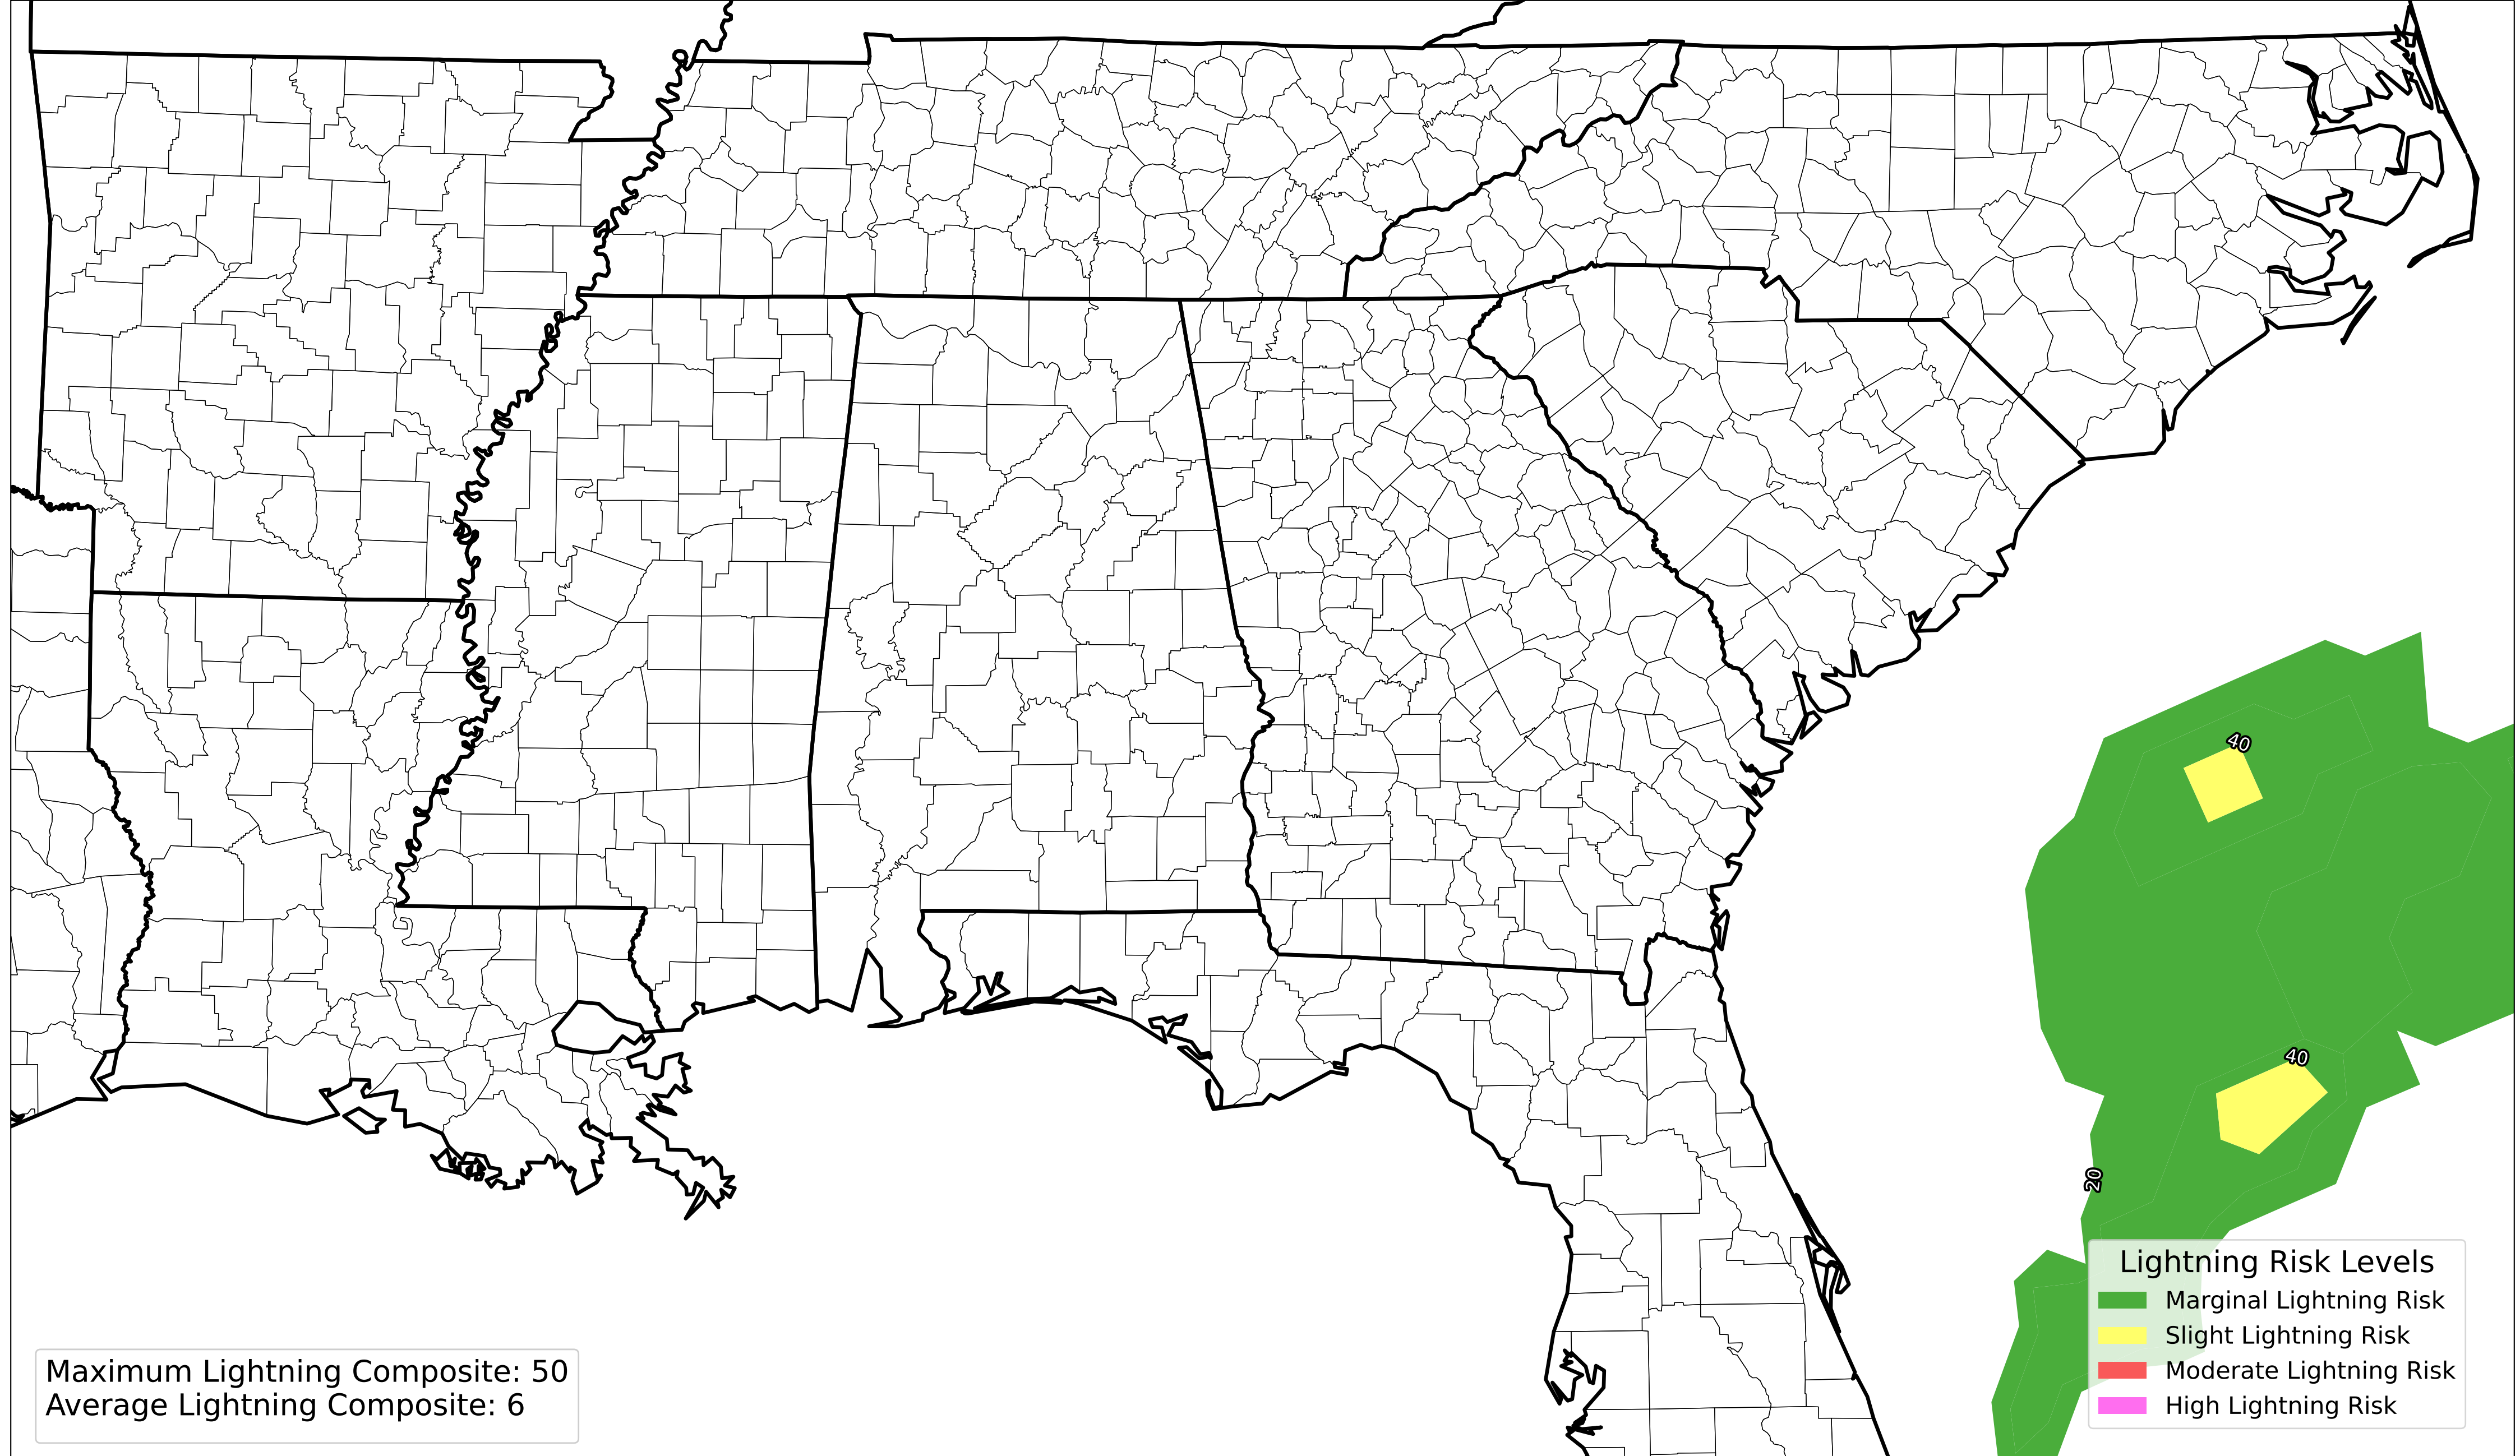 40
40
20
Lightning Risk Levels
Marginal Lightning Risk
Slight Lightning Risk
Moderate Lightning Risk
High Lightning Risk
Maximum Lightning Composite: 50
Average Lightning Composite: 6